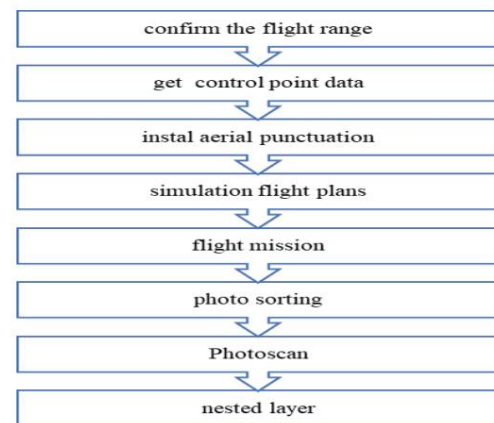 confirm the flight range
get control point data
instal aerial punctuation
simulation flight plans
flight mission
photo sorting
Photoscan
nested layer